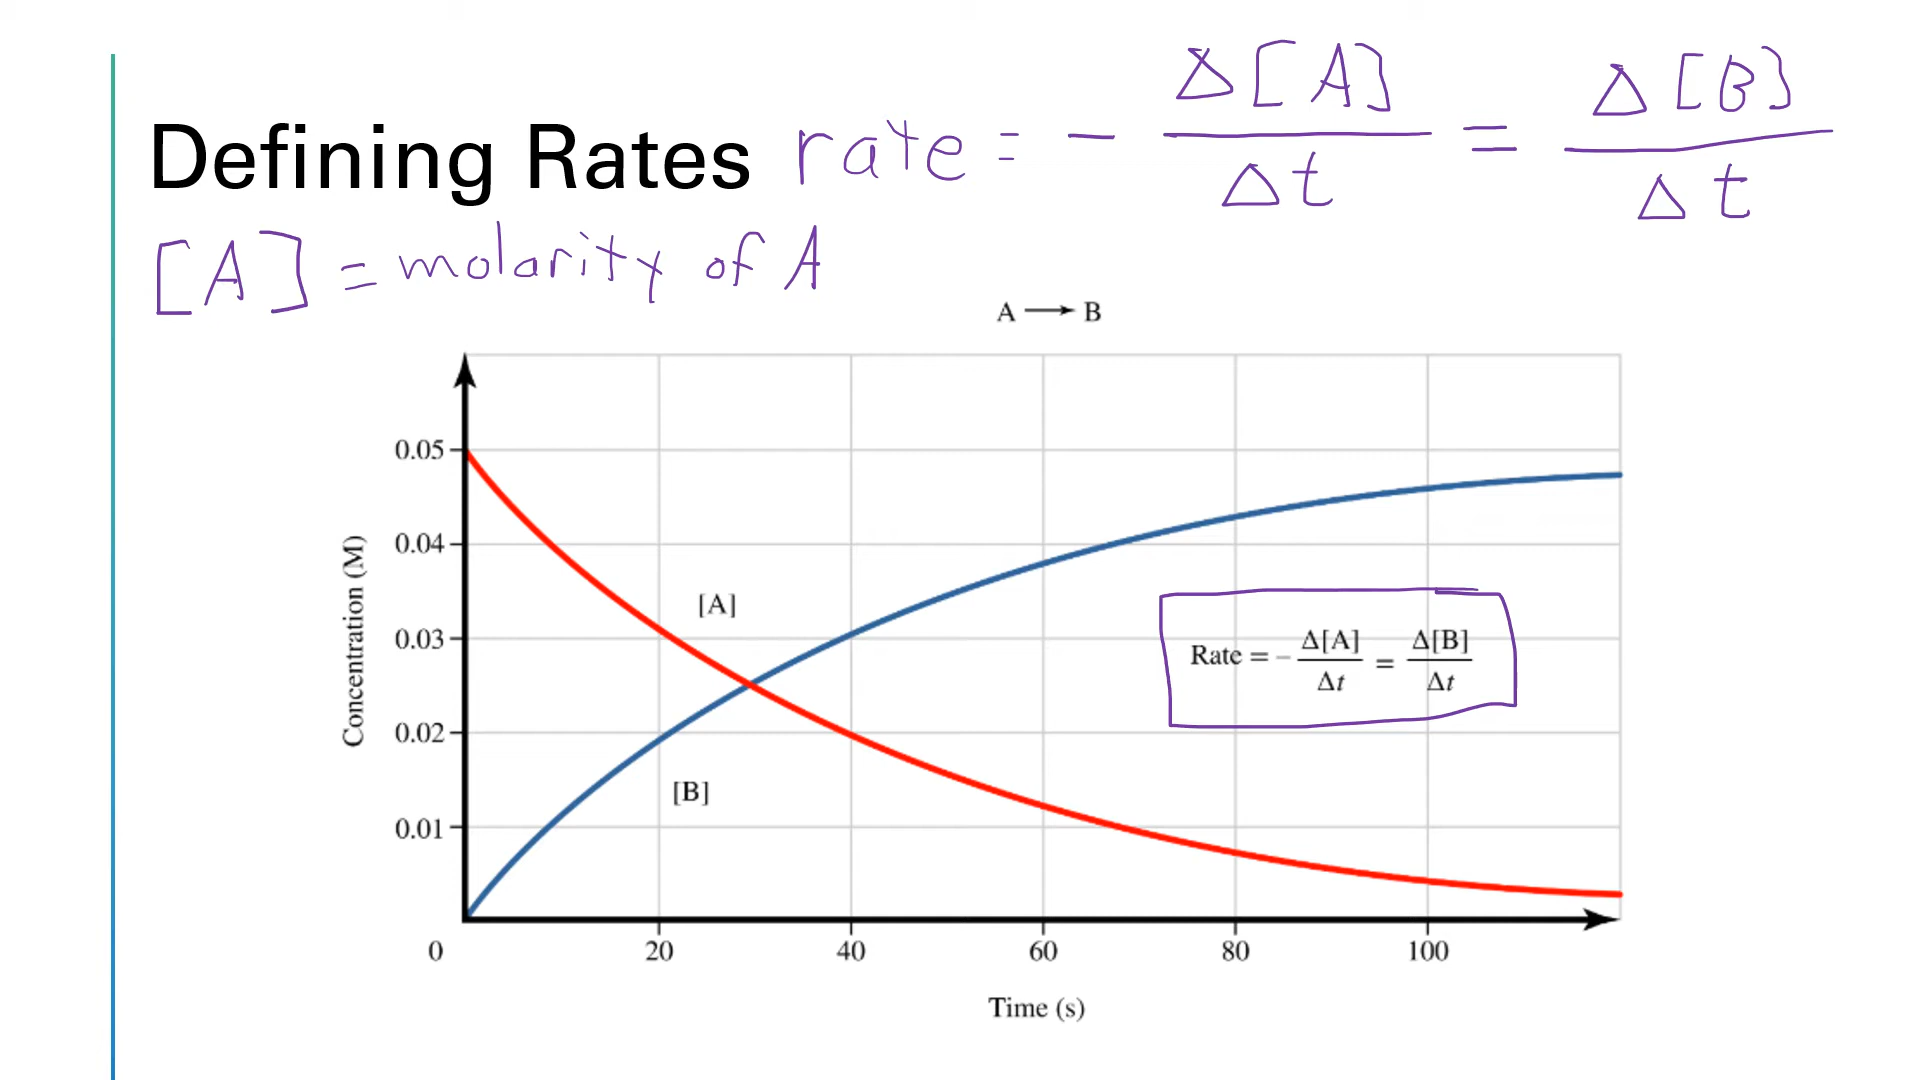 Defining Rates rate = - Δ[A]/Δt = Δ[B]/Δt
[A] = molarity of A
A ⟶ B
0.05
0.04
0.03
0.02
0.01
Concentration (M)
[A]
[B]
Rate = - Δ[A]/Δt = Δ[B]/Δt
0 20 40 60 80 100
Time (s)